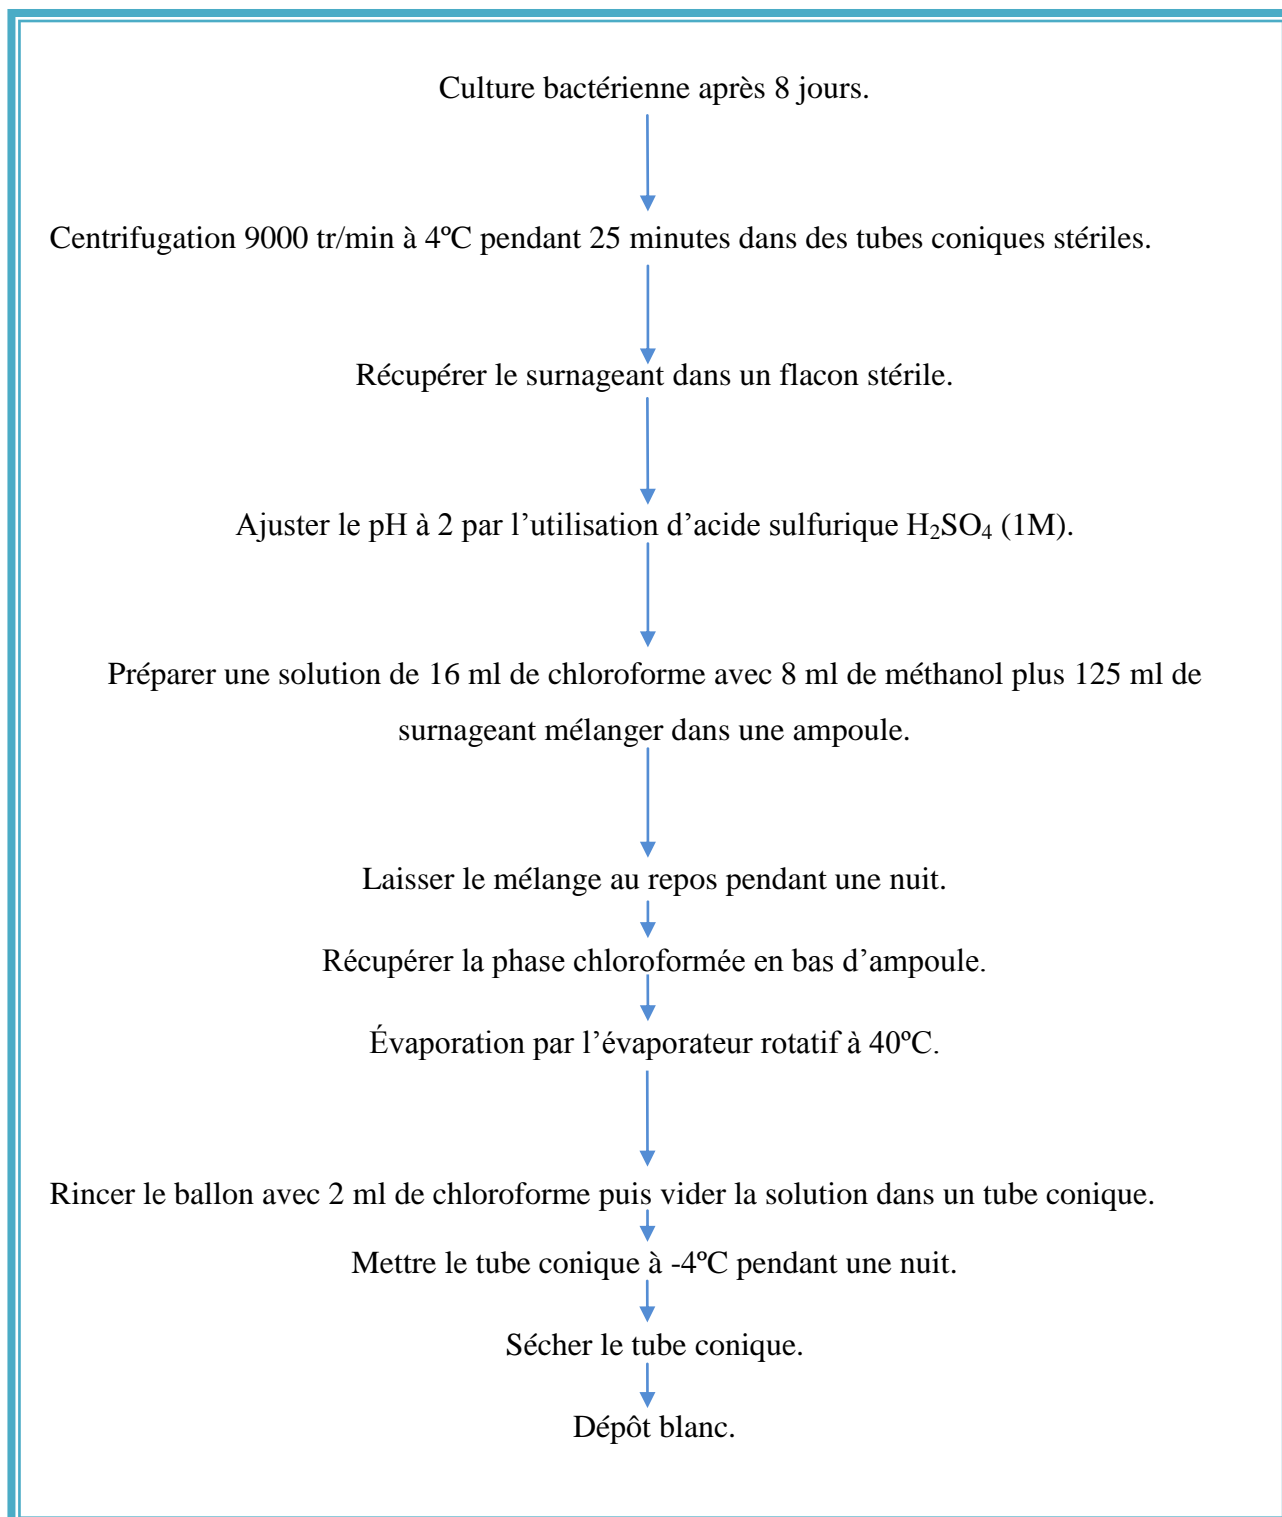 Culture bactérienne après 8 jours.
Centrifugation 9000 tr/min à 4ºC pendant 25 minutes dans des tubes coniques stériles.
Récupérer le surnageant dans un flacon stérile.
Ajuster le pH à 2 par l’utilisation d’acide sulfurique H₂SO₄ (1M).
Préparer une solution de 16 ml de chloroforme avec 8 ml de méthanol plus 125 ml de
surnageant mélanger dans une ampoule.
Laisser le mélange au repos pendant une nuit.
Récupérer la phase chloroformée en bas d’ampoule.
Évaporation par l’évaporateur rotatif à 40ºC.
Rincer le ballon avec 2 ml de chloroforme puis vider la solution dans un tube conique.
Mettre le tube conique à -4ºC pendant une nuit.
Sécher le tube conique.
Dépôt blanc.